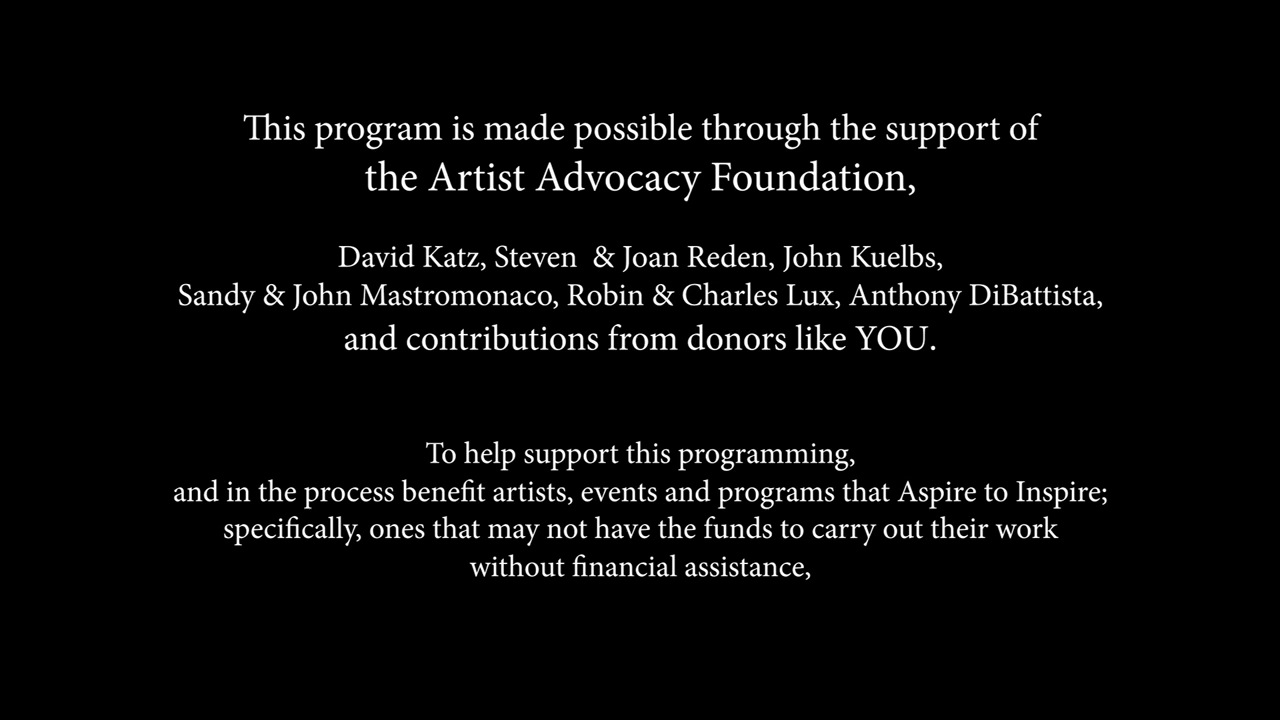 This program is made possible through the support of
the Artist Advocacy Foundation,
David Katz, Steven  & Joan Reden, John Kuelbs,
Sandy & John Mastromonaco, Robin & Charles Lux, Anthony DiBattista,
and contributions from donors like YOU.
To help support this programming,
and in the process benefit artists, events and programs that Aspire to Inspire;
specifically, ones that may not have the funds to carry out their work
without financial assistance,